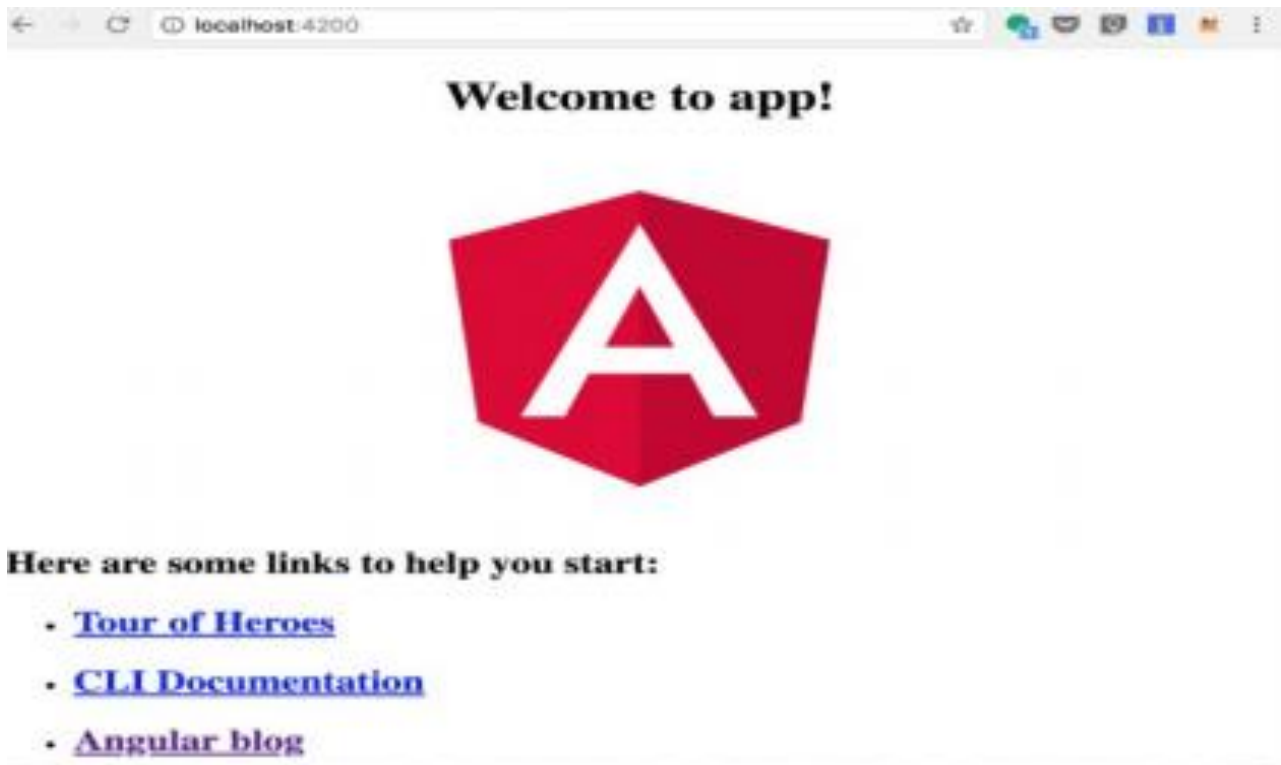 localhost:4200
Welcome to app!
A
Here are some links to help you start:
Tour of Heroes
CLI Documentation
Angular blog